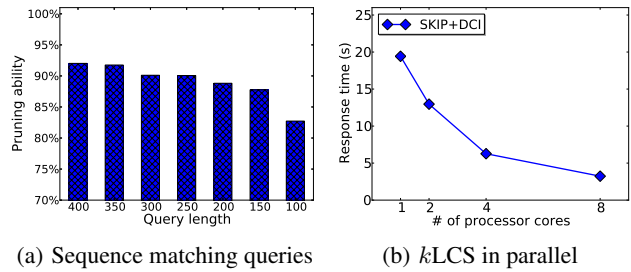 101%
100%
95%
90%
85%
80%
75%
70%
Pruning ability
400 350 300 250 200 150 100
Query length
(a) Sequence matching queries
25
20
15
10
5
0
Response time (s)
SKIP+DCI
1 2 4 8
# of processor cores
(b) kLCS in parallel